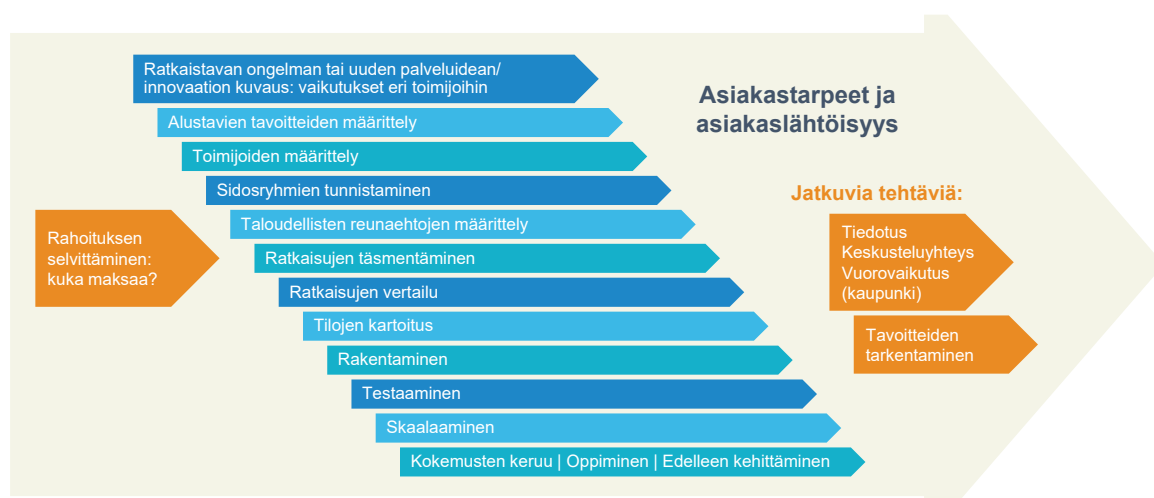 Ratkaistavan ongelman tai uuden palveluidean/
innovaation kuvaus: vaikutukset eri toimijoihin
Alustavien tavoitteiden määrittely
Toimijoiden määrittely
Sidosryhmien tunnistaminen
Taloudellisten reunaehtojen määrittely
Ratkaisujen täsmentäminen
Ratkaisujen vertailu
Tilojen kartoitus
Rakentaminen
Testaaminen
Skaalaaminen
Kokemusten keruu | Oppiminen | Edelleen kehittäminen
Rahoituksen
selvittäminen:
kuka maksaa?
Asiakastarpeet ja
asiakaslähtöisyys
Jatkuvia tehtäviä:
Tiedotus
Keskusteluyhteys
Vuorovaikutus
(kaupunki)
Tavoitteiden
tarkentaminen